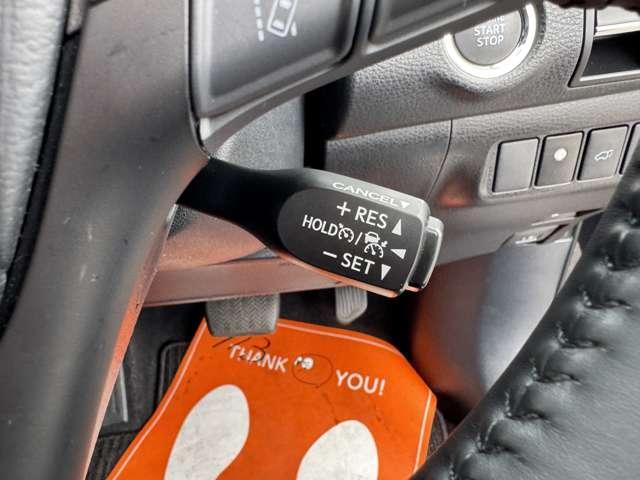 START
STOP
CANCEL▼
+ RES ▲
HOLD / ◀
− SET ▼
THANK YOU!